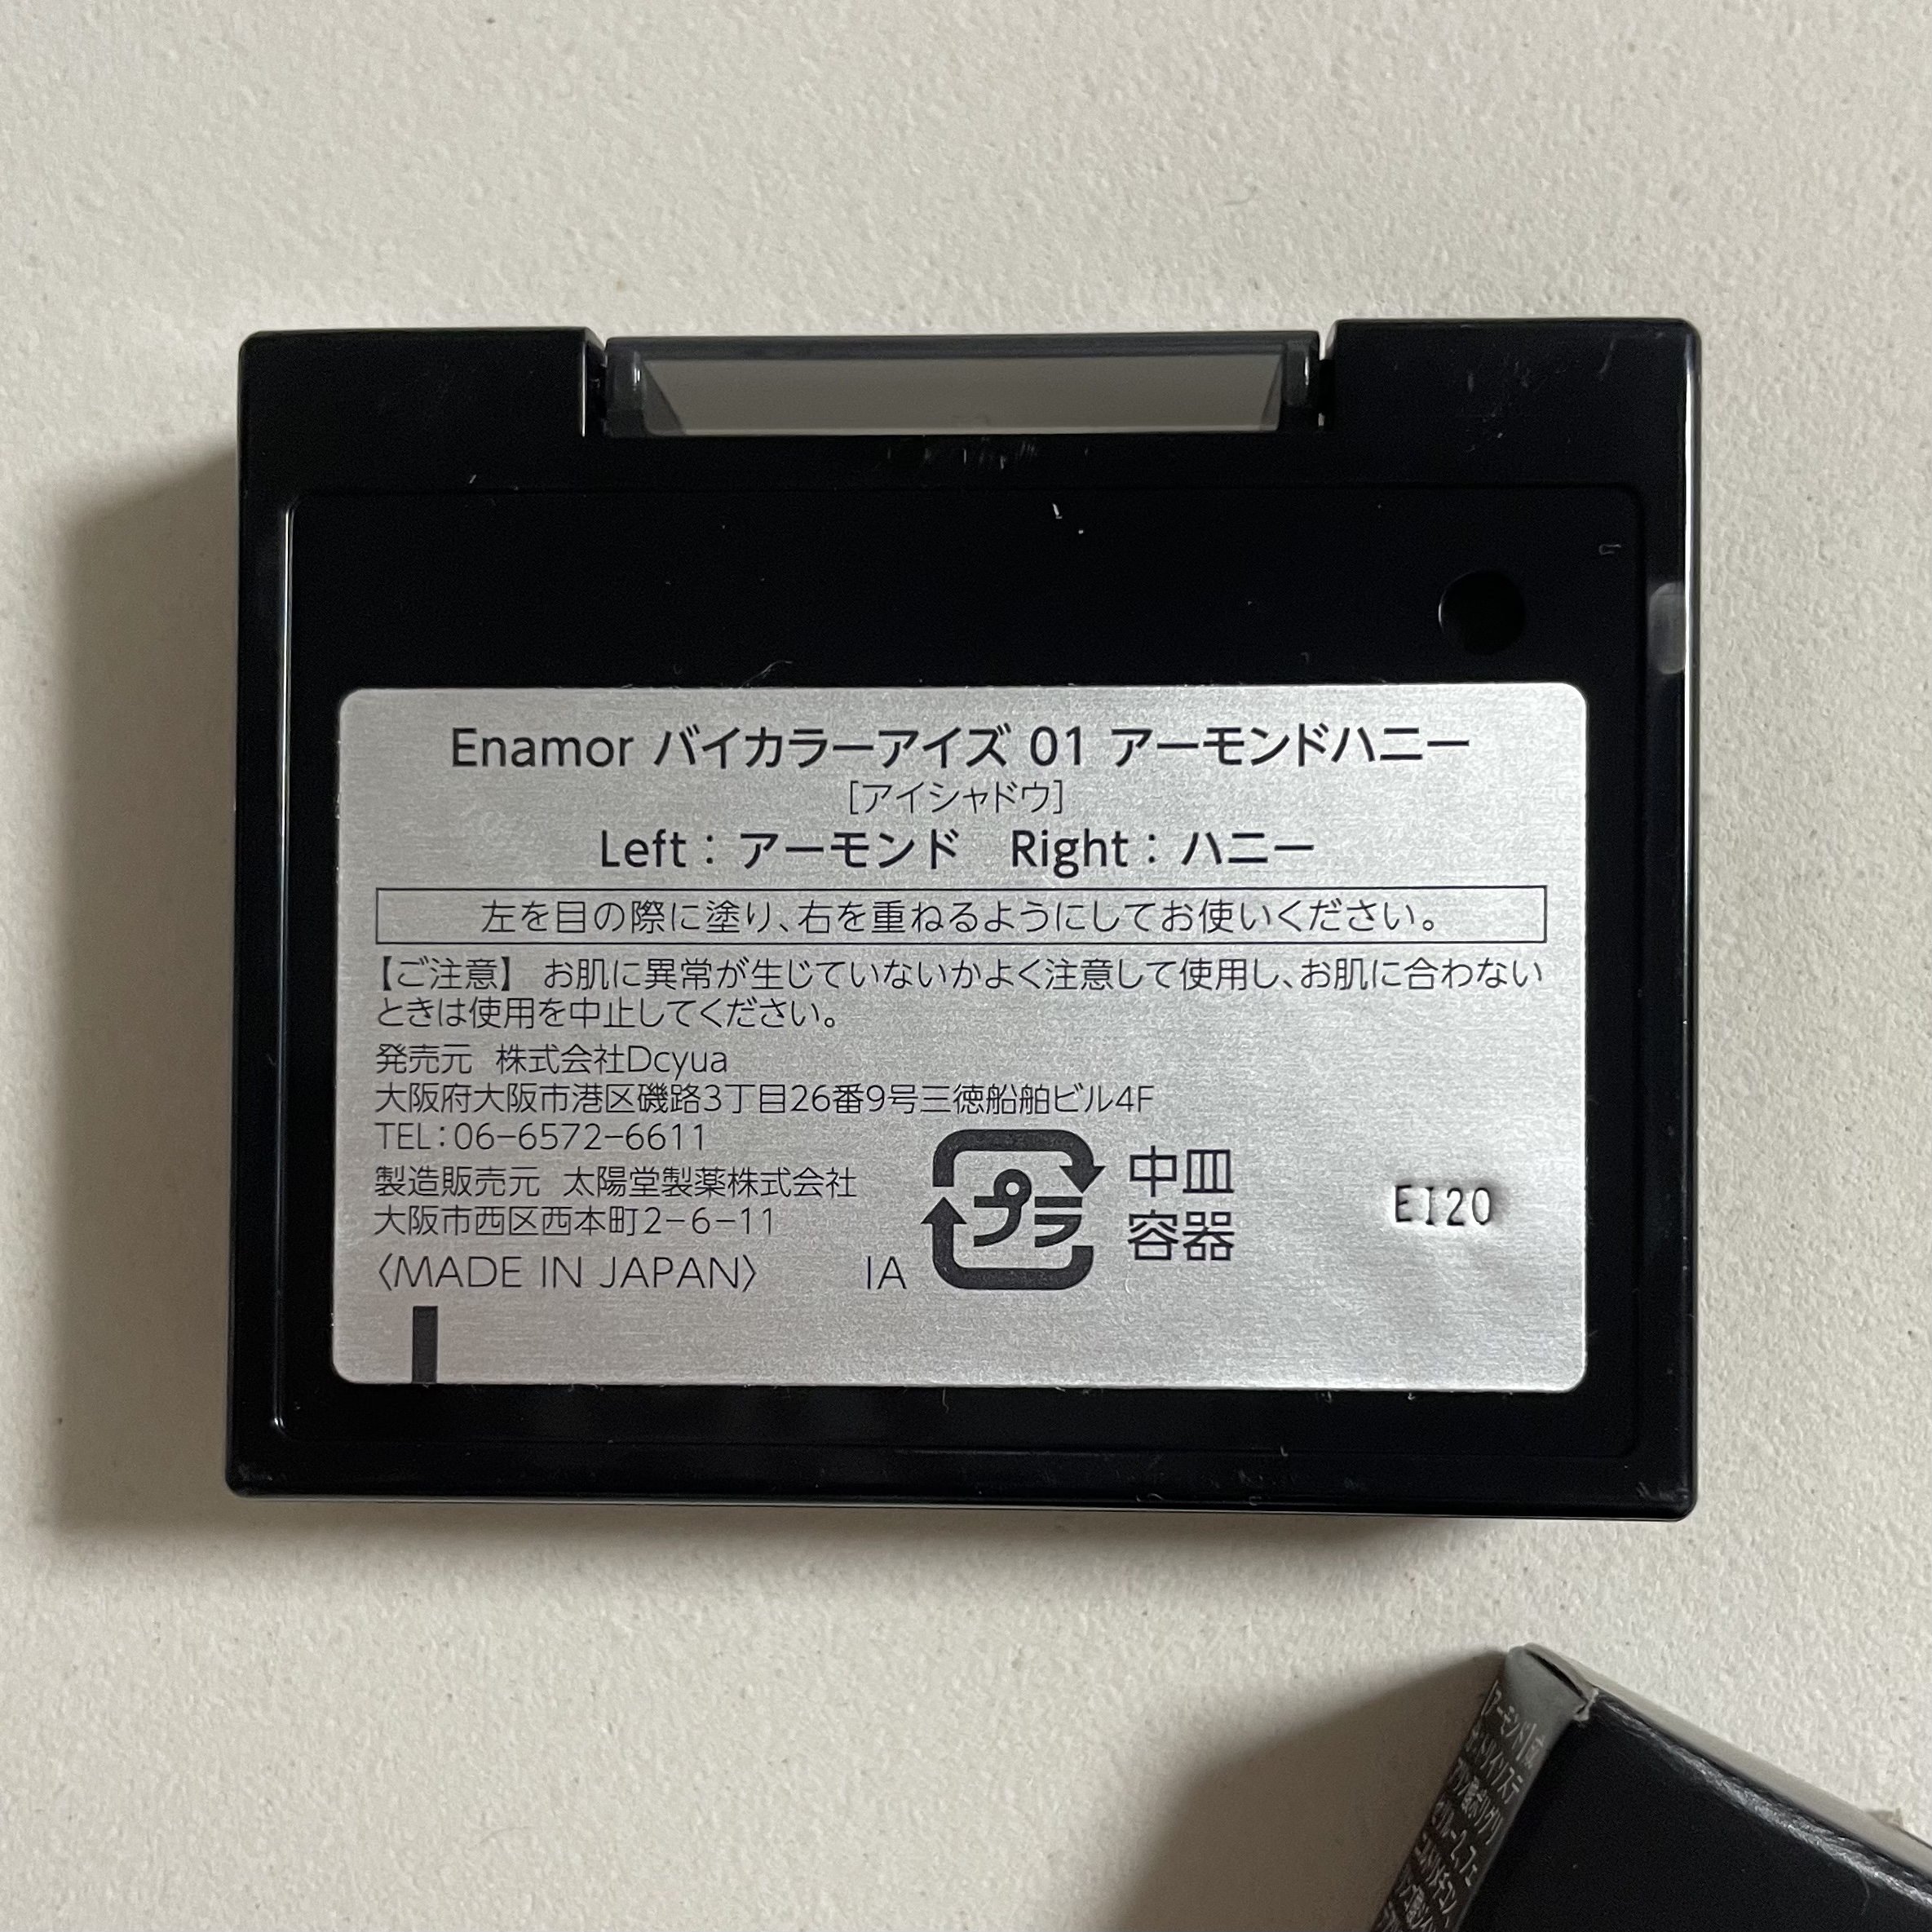 Enamor バイカラーアイズ 01 アーモンドハニー
[アイシャドウ]
Left： アーモンド Right： ハニー
左を目の際に塗り、右を重ねるようにしてお使いください。
【ご注意】 お肌に異常が生じていないかよく注意して使用し、お肌に合わない
ときは使用を中止してください。
発売元 株式会社Dcyua
大阪府大阪市港区磯路3丁目26番9号三徳船舶ビル4F
TEL：06−6572−6611
製造販売元 太陽堂製薬株式会社
大阪市西区西本町2−6−11
〈MADE IN JAPAN〉 IA
プラ
中皿
容器
EI20